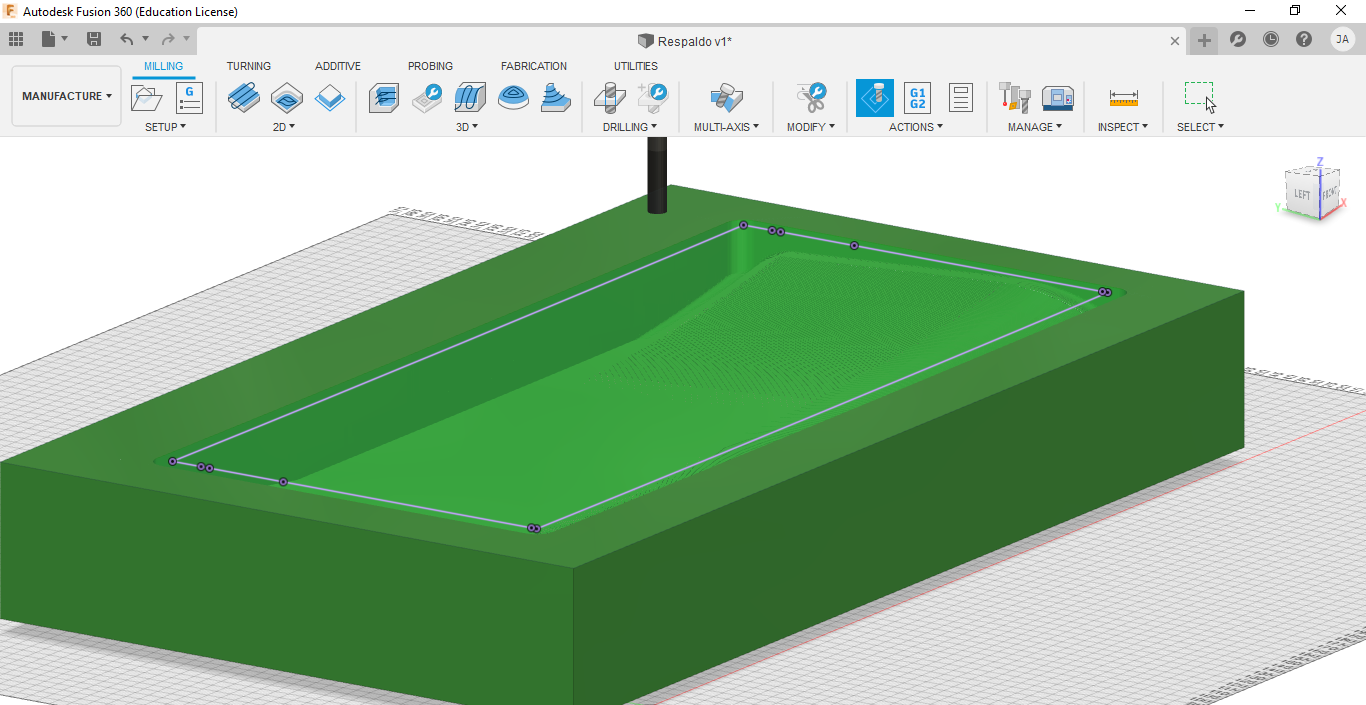 Autodesk Fusion 360 (Education License)
Respaldo v1*
JA
MILLING TURNING ADDITIVE PROBING FABRICATION UTILITIES
MANUFACTURE
G
G1
G2
SETUP 2D 3D DRILLING MULTI-AXIS MODIFY ACTIONS MANAGE INSPECT SELECT
Z
LEFT FRONT
Y X